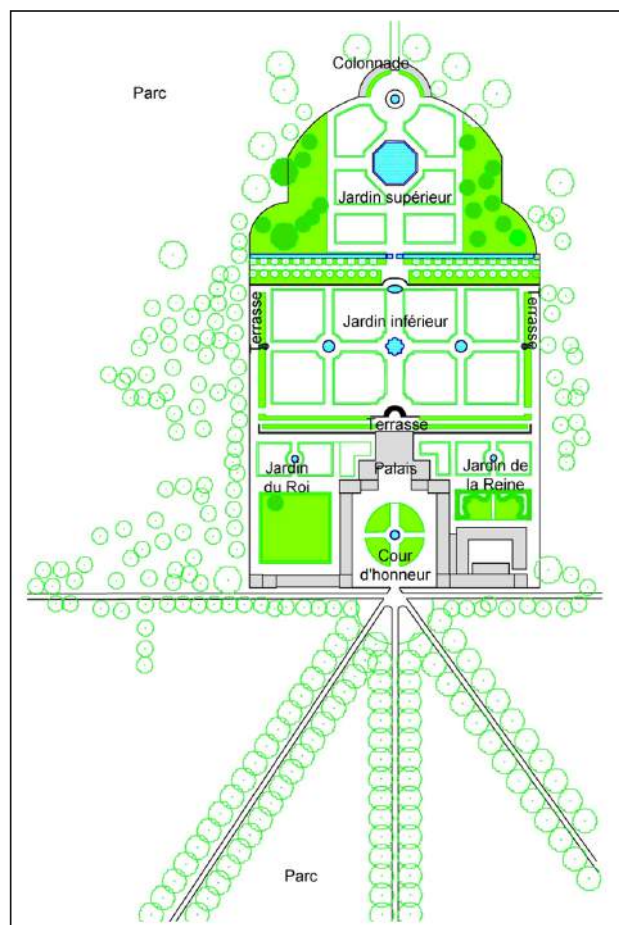 Colonnade
Parc
Jardin supérieur
Terrasse
Jardin inférieur
Terrasse
Terrasse
Jardin
du Roi
Palais
Jardin de
la Reine
Cour
d'honneur
Parc